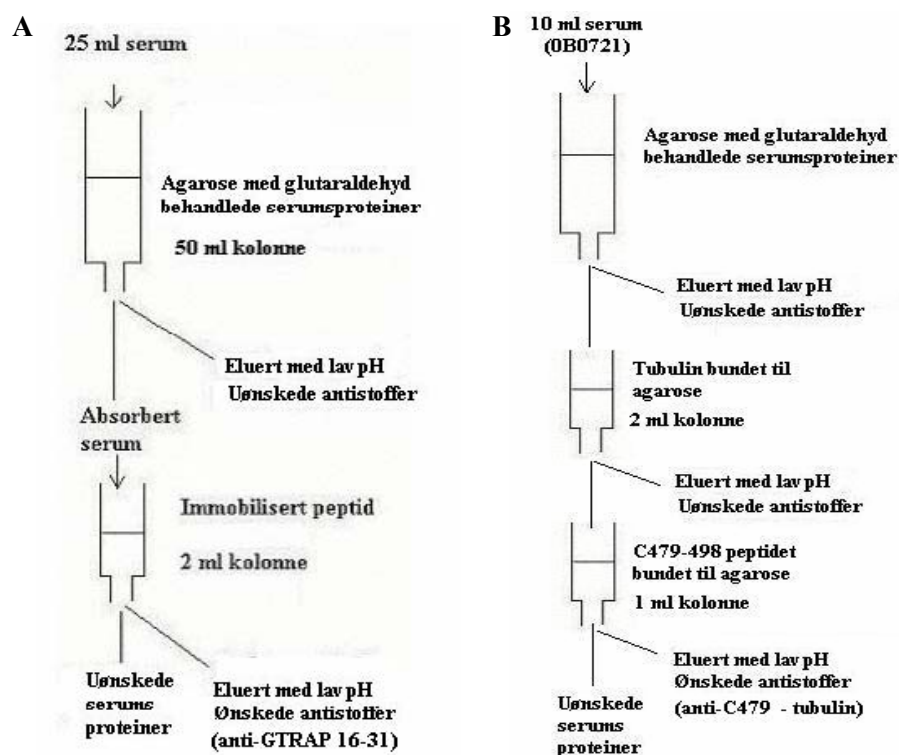 A
25 ml serum
Agarose med glutaraldehyd
behandlede serumsproteiner
50 ml kolonne
Eluert med lav pH
Uønskede antistoffer
Absorbert
serum
Immobilisert peptid
2 ml kolonne
Uønskede
serums
proteiner
Eluert med lav pH
Ønskede antistoffer
(anti-GTRAP 16-31)
B
10 ml serum
(0B0721)
Agarose med glutaraldehyd
behandlede serumsproteiner
Eluert med lav pH
Uønskede antistoffer
Tubulin bundet til
agarose
2 ml kolonne
Eluert med lav pH
Uønskede antistoffer
C479-498 peptidet
bundet til agarose
1 ml kolonne
Eluert med lav pH
Ønskede antistoffer
(anti-C479 - tubulin)
Uønskede
serums
proteiner